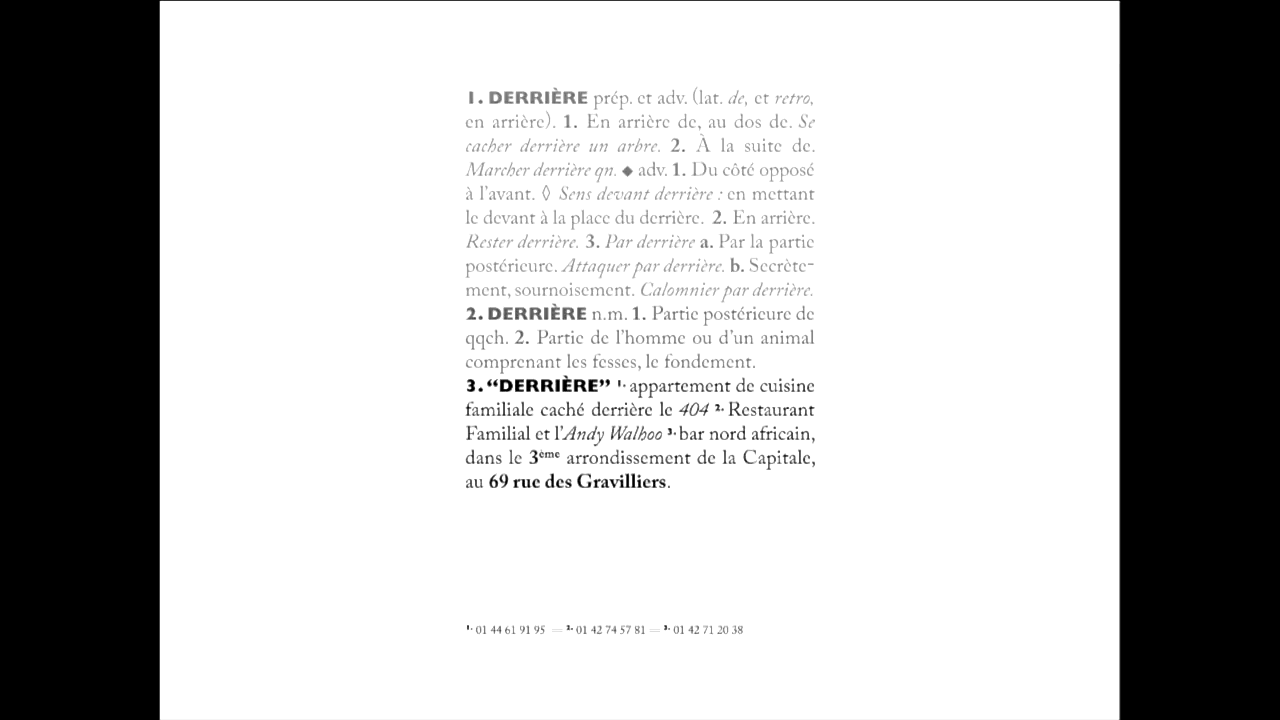 1. DERRIÈRE prép. et adv. (lat. de, et retro,
en arrière). 1. En arrière de, au dos de. Se
cacher derrière un arbre. 2. À la suite de.
Marcher derrière qn. ◆ adv. 1. Du côté opposé
à l'avant. ◊ Sens devant derrière : en mettant
le devant à la place du derrière. 2. En arrière.
Rester derrière. 3. Par derrière a. Par la partie
postérieure. Attaquer par derrière. b. Secrète-
ment, sournoisement. Calomnier par derrière.
2. DERRIÈRE n.m. 1. Partie postérieure de
qqch. 2. Partie de l'homme ou d'un animal
comprenant les fesses, le fondement.
3. “DERRIÈRE” 1. appartement de cuisine
familiale caché derrière le 404 2. Restaurant
Familial et l'Andy Walhoo 3. bar nord africain,
dans le 3ème arrondissement de la Capitale,
au 69 rue des Gravilliers.
1. 01 44 61 91 95 — 2. 01 42 74 57 81 — 3. 01 42 71 20 38